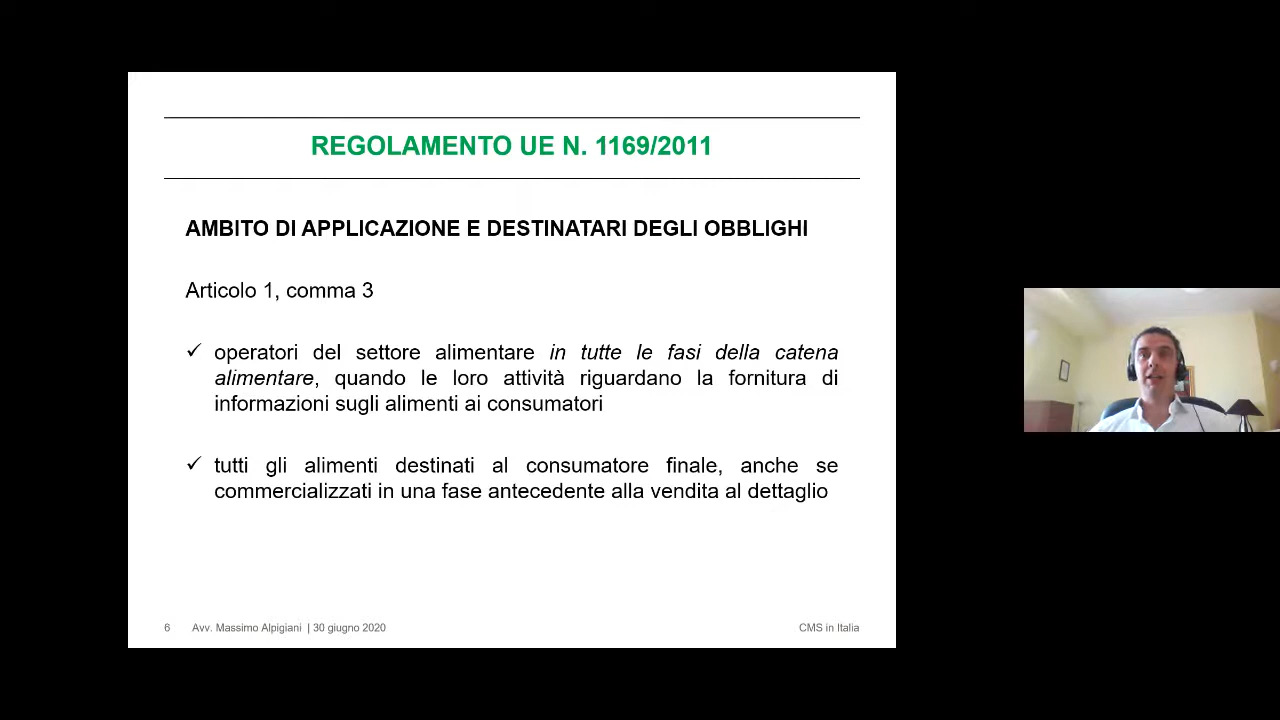 REGOLAMENTO UE N. 1169/2011
AMBITO DI APPLICAZIONE E DESTINATARI DEGLI OBBLIGHI
Articolo 1, comma 3
✓ operatori del settore alimentare in tutte le fasi della catena
alimentare, quando le loro attività riguardano la fornitura di
informazioni sugli alimenti ai consumatori
✓ tutti gli alimenti destinati al consumatore finale, anche se
commercializzati in una fase antecedente alla vendita al dettaglio
6 Avv. Massimo Alpigiani | 30 giugno 2020 CMS in Italia